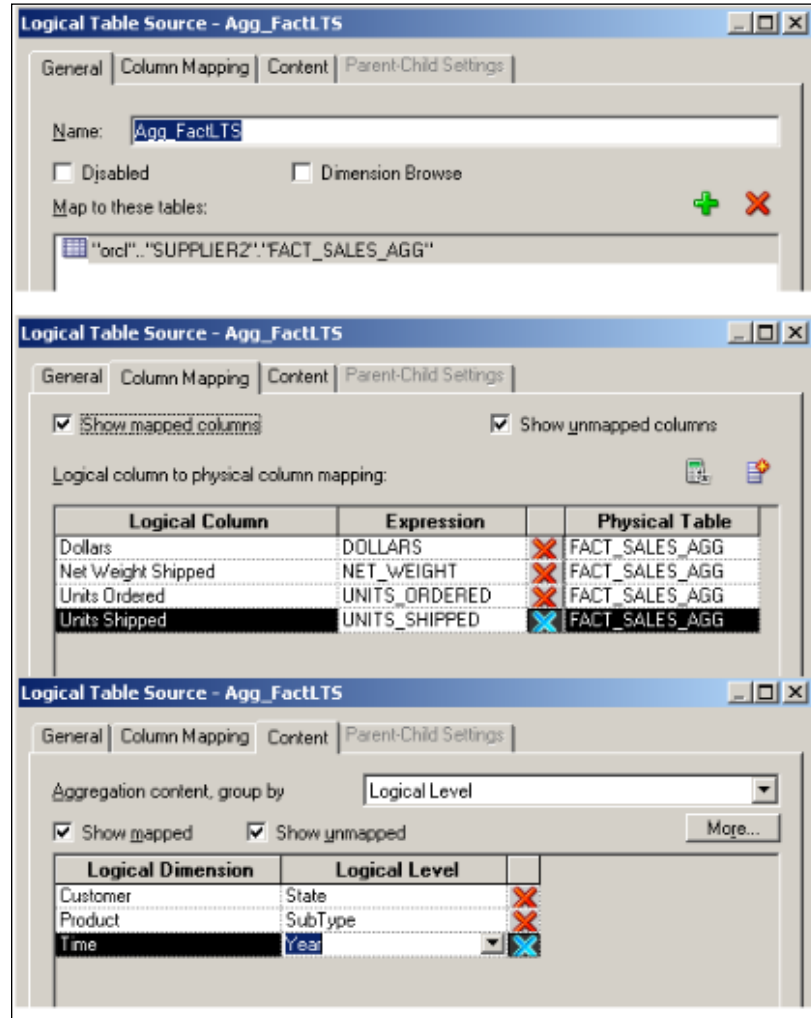 Logical Table Source - Agg_FactLTS
General Column Mapping Content Parent-Child Settings
Name: Agg_FactLTS
Disabled Dimension Browse
Map to these tables:
"orcl".."SUPPLIER2"."FACT_SALES_AGG"
Logical Table Source - Agg_FactLTS
General Column Mapping Content Parent-Child Settings
Show mapped columns Show unmapped columns
Logical column to physical column mapping:
Logical Column Expression Physical Table
Dollars DOLLARS FACT_SALES_AGG
Net Weight Shipped NET_WEIGHT FACT_SALES_AGG
Units Ordered UNITS_ORDERED FACT_SALES_AGG
Units Shipped UNITS_SHIPPED FACT_SALES_AGG
Logical Table Source - Agg_FactLTS
General Column Mapping Content Parent-Child Settings
Aggregation content, group by Logical Level
Show mapped Show unmapped More...
Logical Dimension Logical Level
Customer State
Product SubType
Time Year